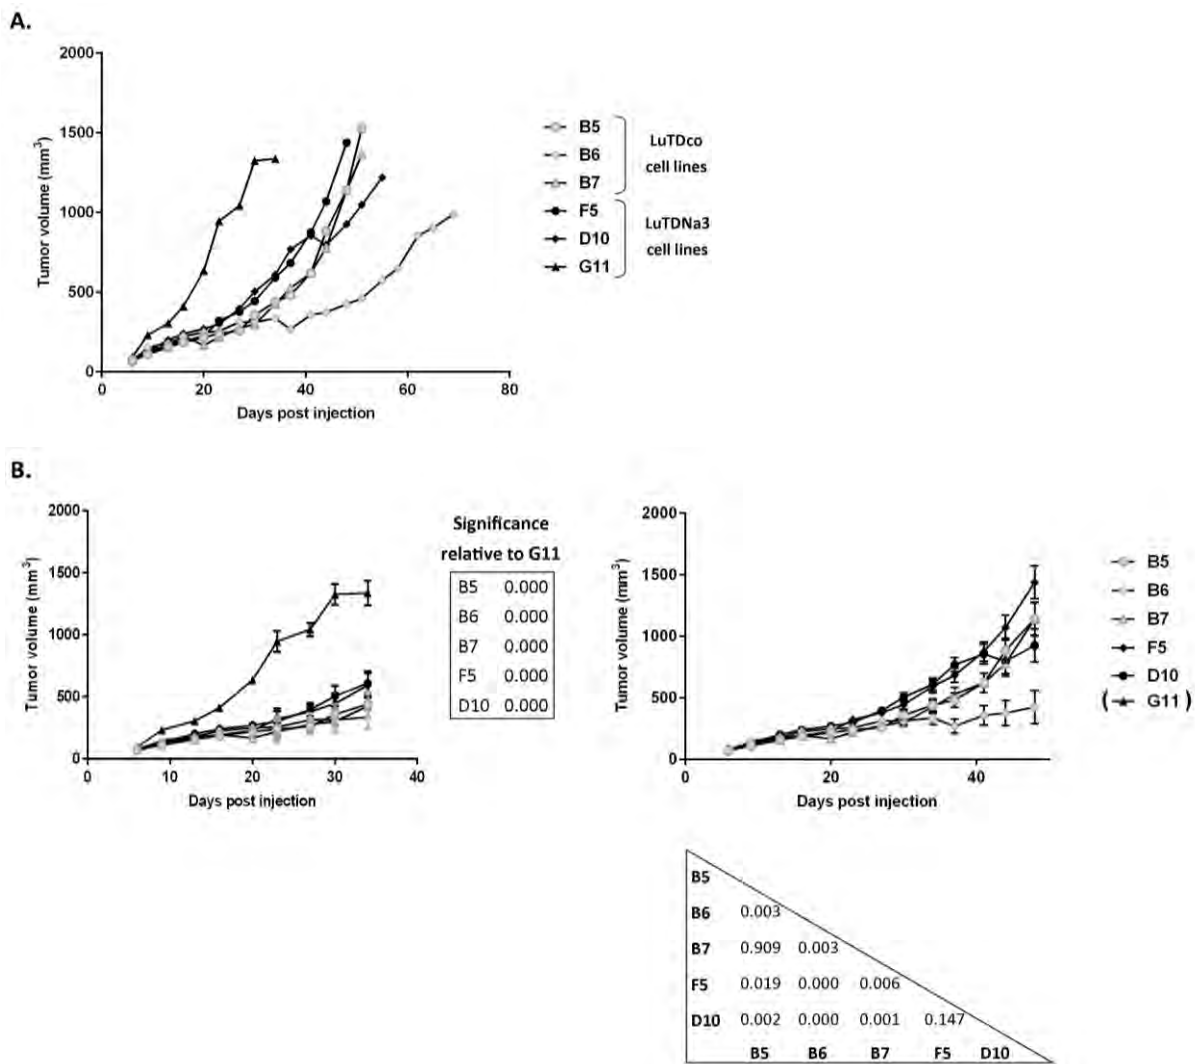 A.
2000
1500
1000
500
0
Tumor volume (mm³)
0 20 40 60 80
Days post injection
B5
B6
B7
LuTDco
cell lines
F5
D10
G11
LuTDNa3
cell lines
B.
2000
1500
1000
500
0
Tumor volume (mm³)
0 10 20 30 40
Days post injection
Significance
relative to G11
B5 0.000
B6 0.000
B7 0.000
F5 0.000
D10 0.000
2000
1500
1000
500
0
Tumor volume (mm³)
0 20 40
Days post injection
B5
B6
B7
F5
D10
( G11 )
B5
B6 0.003
B7 0.909 0.003
F5 0.019 0.000 0.006
D10 0.002 0.000 0.001 0.147
B5 B6 B7 F5 D10